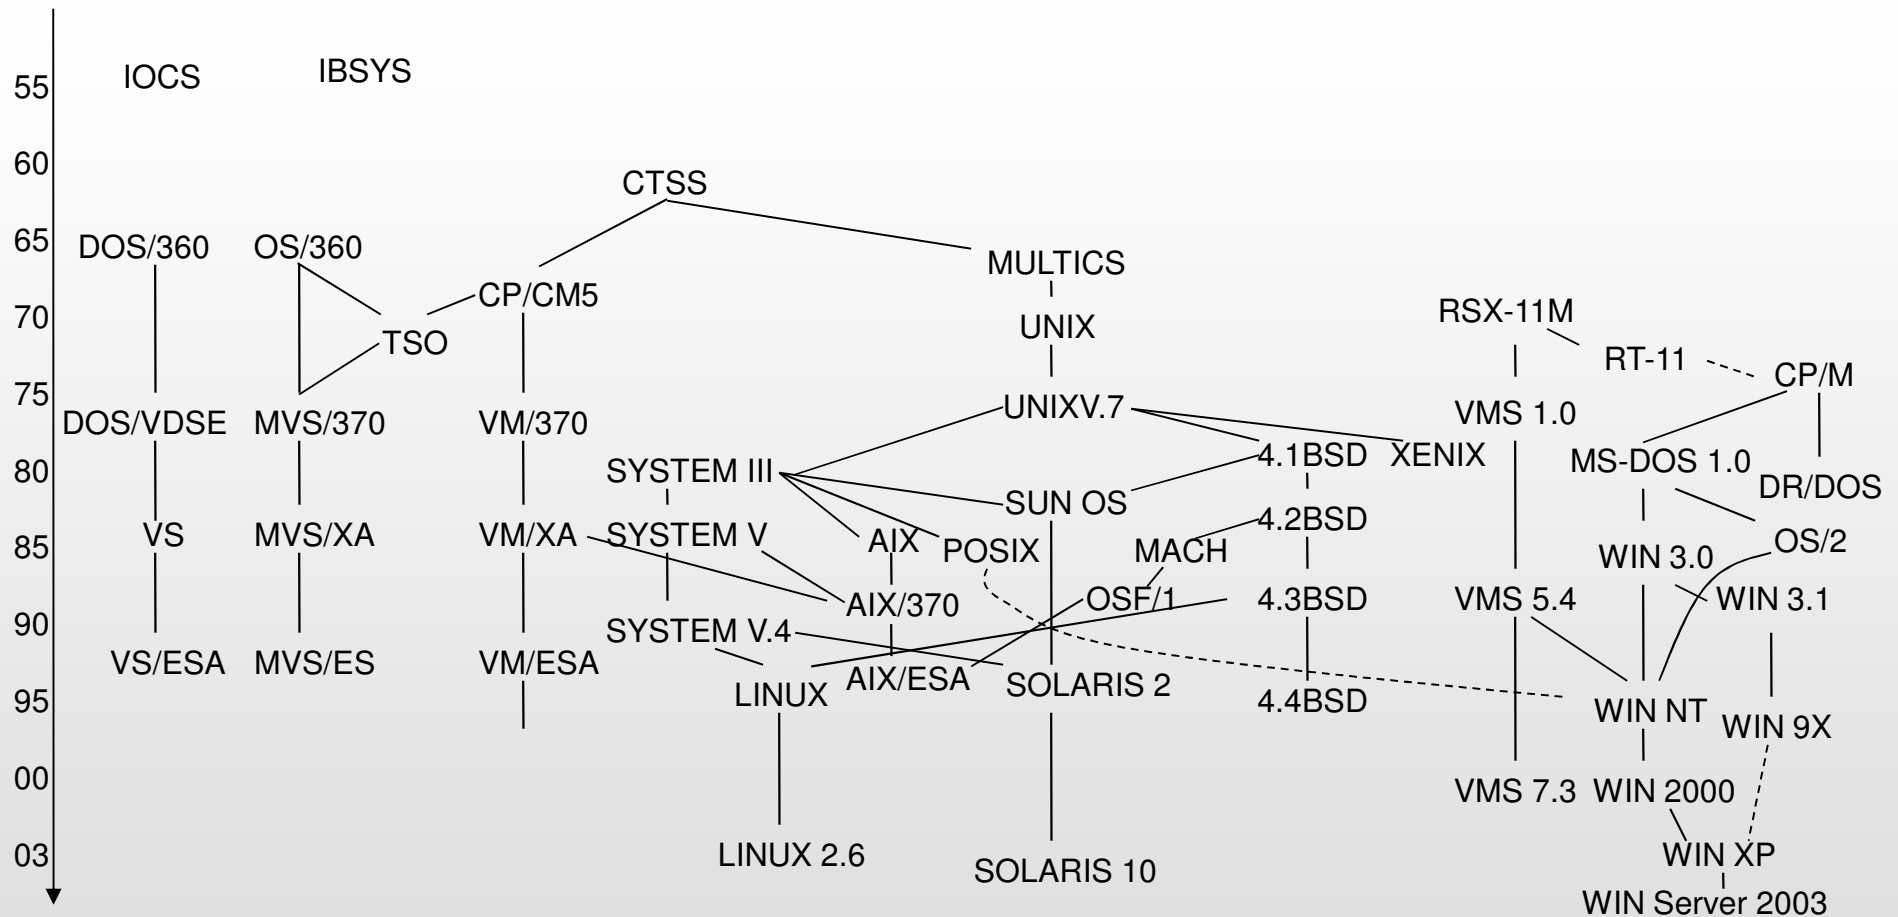 55
IOCS
IBSYS
60
CTSS
65
DOS/360
OS/360
MULTICS
CP/CM5
70
RSX-11M
UNIX
TSO
RT-11
CP/M
75
UNIXV.7
VMS 1.0
DOS/VDSE
MVS/370
VM/370
4.1BSD
XENIX
MS-DOS 1.0
80
SYSTEM III
DR/DOS
SUN OS
4.2BSD
85
VS
MVS/XA
VM/XA
SYSTEM V
AIX
POSIX
MACH
OS/2
WIN 3.0
AIX/370
OSF/1
4.3BSD
VMS 5.4
WIN 3.1
90
SYSTEM V.4
VS/ESA
MVS/ES
VM/ESA
AIX/ESA
SOLARIS 2
95
LINUX
4.4BSD
WIN NT
WIN 9X
00
VMS 7.3
WIN 2000
03
LINUX 2.6
SOLARIS 10
WIN XP
WIN Server 2003